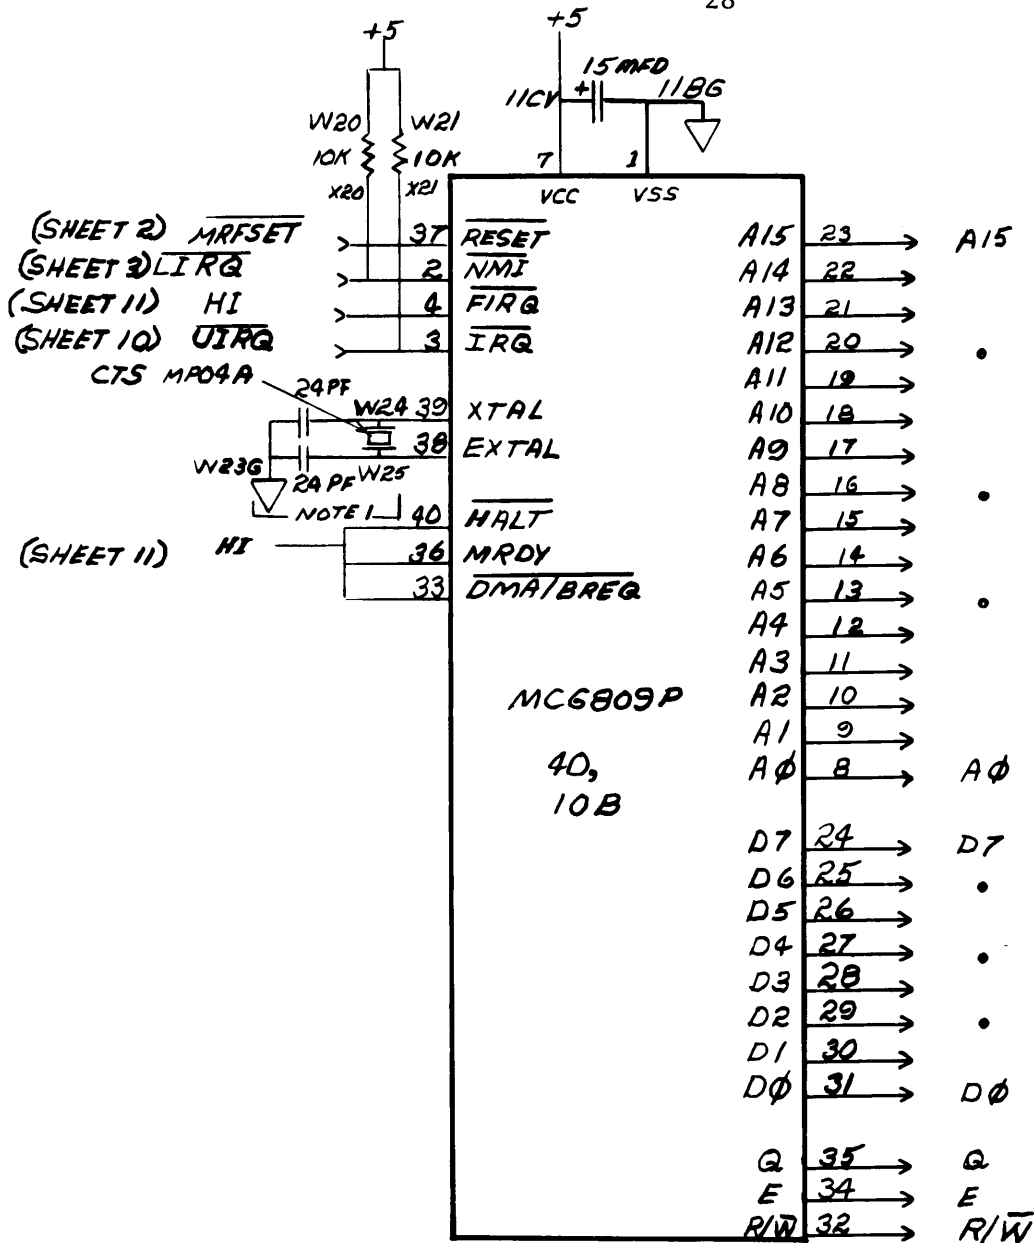 28
+5
+5
15 MFD
11CV
+
11BG
W20
W21
10K
10K
X20
X21
7
1
VCC
VSS
(SHEET 2) MRFSET 37 RESET
(SHEET 3) LIRQ 2 NMI
(SHEET 11) HI 4 FIRQ
(SHEET 10) UIRQ 3 IRQ
CTS MP04A
24PF
W24 39 XTAL
38 EXTAL
W23G
24PF
W25
NOTE 1
40 HALT
(SHEET 11) HI 36 MRDY
33 DMA/BREQ
MC6809P
40,
10B
A15 23 A15
A14 22
A13 21
A12 20
A11 19
A10 18
A9 17
A8 16
A7 15
A6 14
A5 13
A4 12
A3 11
A2 10
A1 9
AØ 8 AØ
D7 24 D7
D6 25
D5 26
D4 27
D3 28
D2 29
D1 30
DØ 31 DØ
Q 35 Q
E 34 E
R/W̅ 32 R/W̅